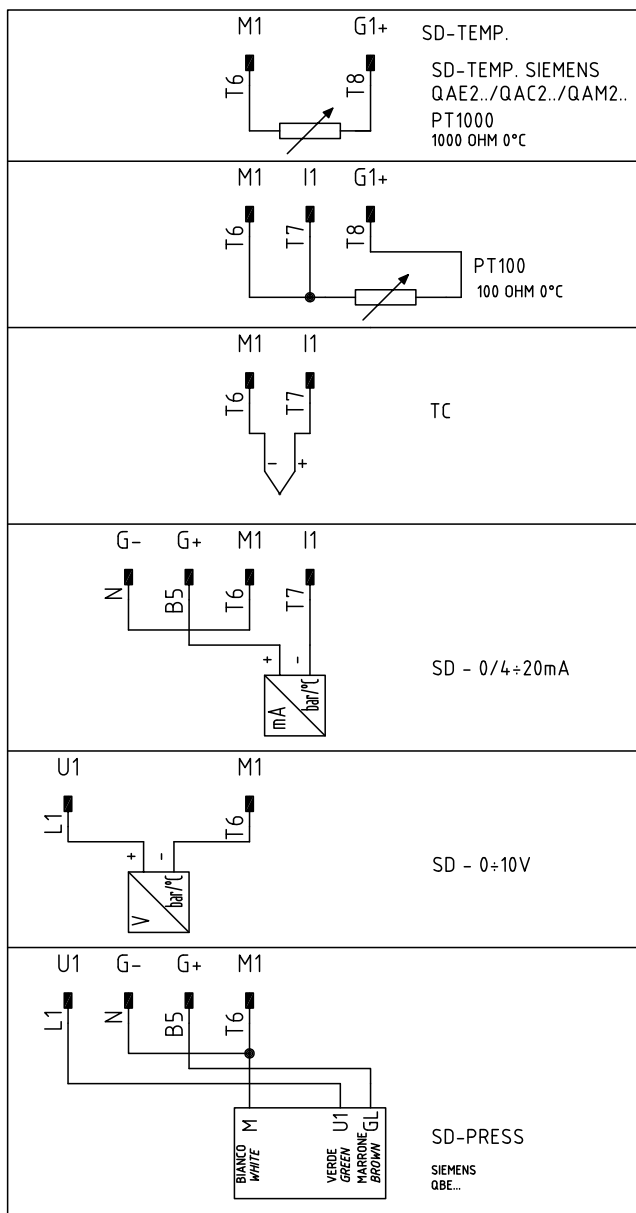 M1 G1+ SD-TEMP.
T6 T8
SD-TEMP. SIEMENS
QAE2../QAC2../QAM2..
PT1000
1000 OHM 0°C
M1 I1 G1+
T6 T7 T8
PT100
100 OHM 0°C
M1 I1
T6 T7
TC
- +
G- G+ M1 I1
N B5 T6 T7
+ -
SD - 0/4÷20mA
mA bar/°C
U1 M1
L1 T6
+ -
SD - 0÷10V
V bar/°C
U1 G- G+ M1
L1 N B5 T6
M U1 GL
BIANCO
WHITE
VERDE
GREEN
MARRONE
BROWN
SD-PRESS
SIEMENS
QBE...